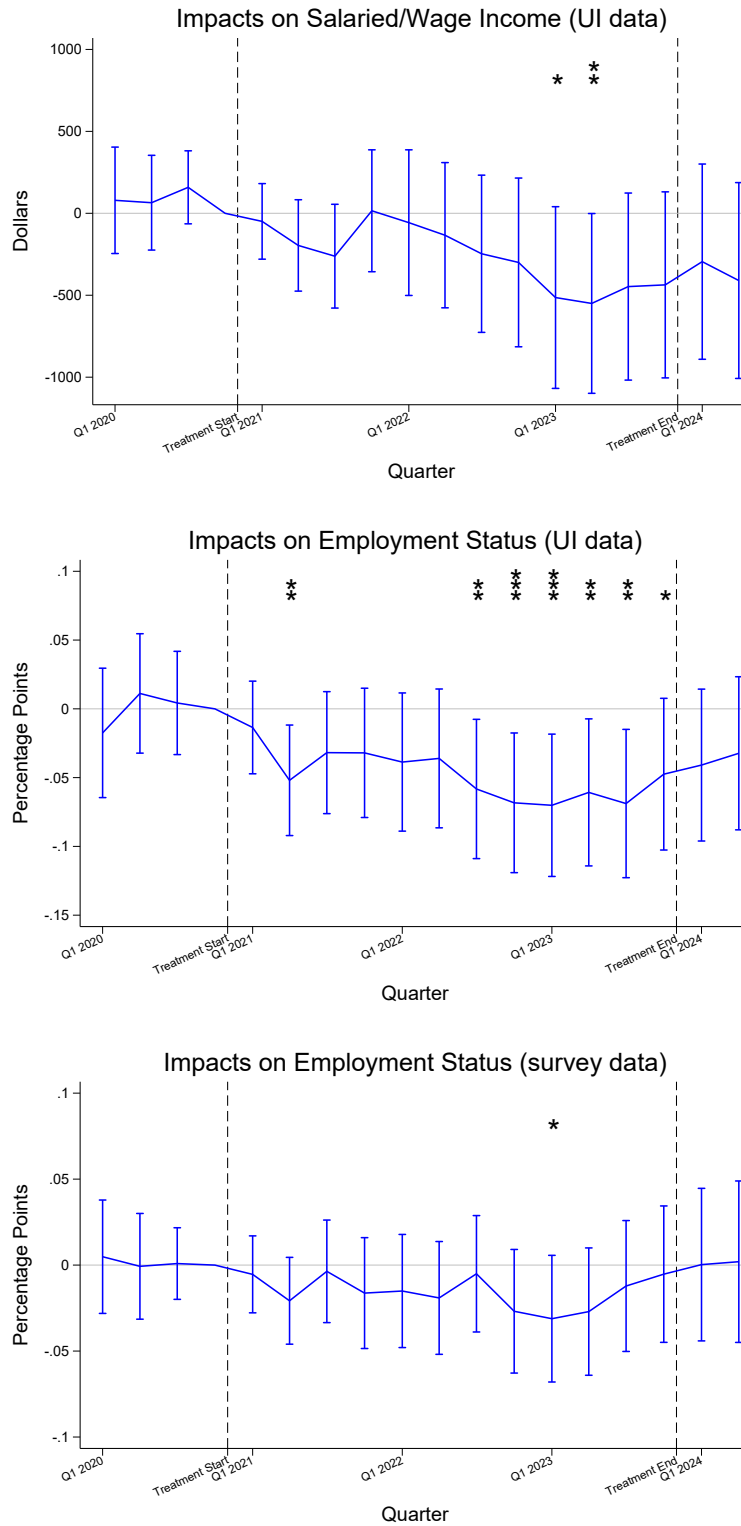 Impacts on Salaried/Wage Income (UI data)
1000
500
0
-500
-1000
Dollars
* **
Q1 2020
Treatment Start
Q1 2021
Q1 2022
Q1 2023
Treatment End
Q1 2024
Quarter
Impacts on Employment Status (UI data)
.1
.05
0
-.05
-.1
-.15
Percentage Points
** ** *** *** ** ** *
Q1 2020
Treatment Start
Q1 2021
Q1 2022
Q1 2023
Treatment End
Q1 2024
Quarter
Impacts on Employment Status (survey data)
.1
.05
0
-.05
-.1
Percentage Points
*
Q1 2020
Treatment Start
Q1 2021
Q1 2022
Q1 2023
Treatment End
Q1 2024
Quarter